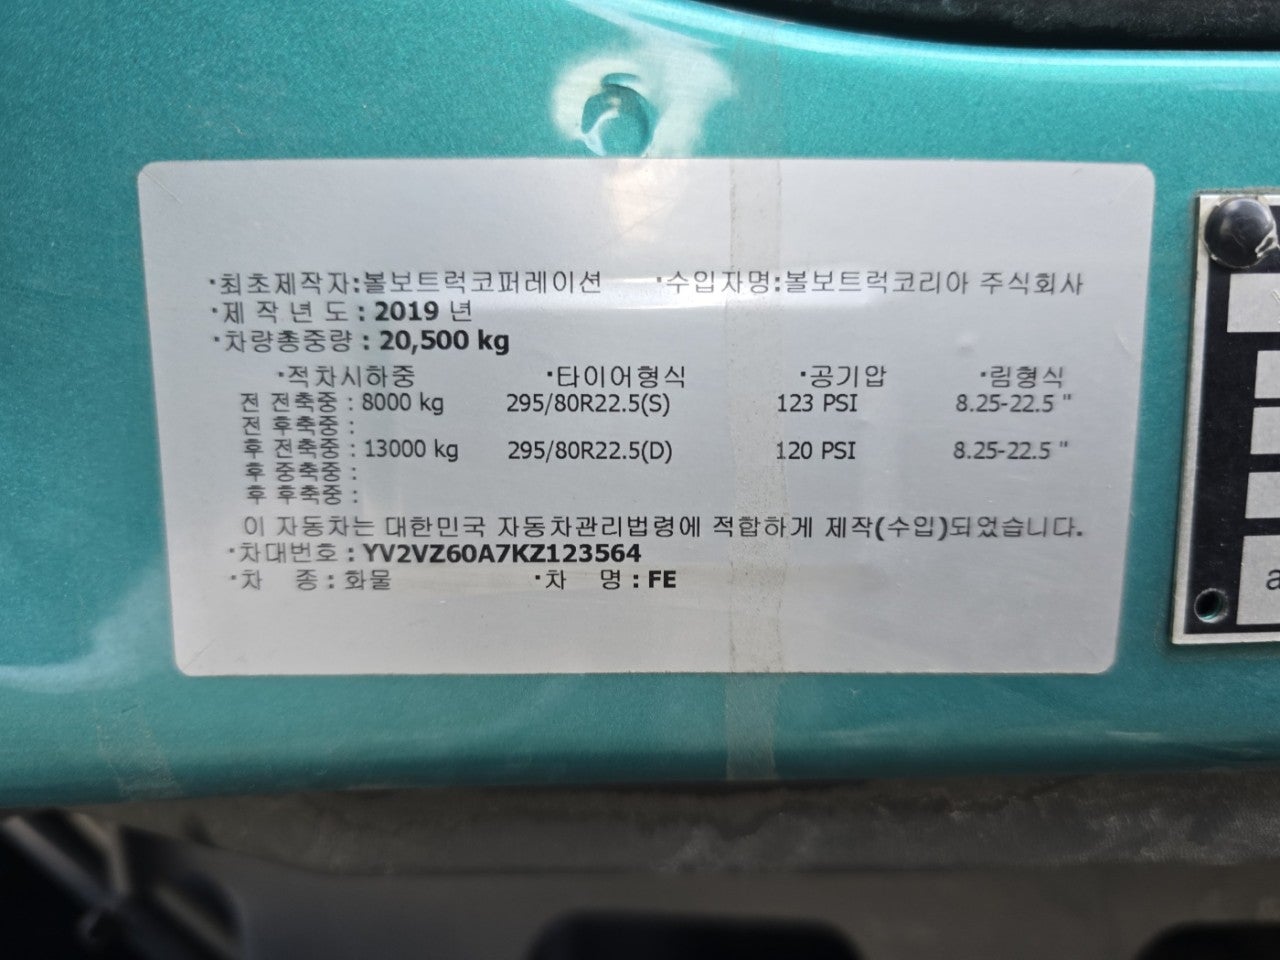 ·최초제작자:볼보트럭코퍼레이션 ·수입자명:볼보트럭코리아 주식회사
·제 작 년 도 : 2019 년
·차량총중량 : 20,500 kg
·적차시하중 ·타이어형식 ·공기압 ·림형식
전 전축중 : 8000 kg 295/80R22.5(S) 123 PSI 8.25-22.5 "
전 후축중 :
후 전축중 : 13000 kg 295/80R22.5(D) 120 PSI 8.25-22.5 "
후 중축중 :
후 후축중 :
이 자동차는 대한민국 자동차관리법령에 적합하게 제작(수입)되었습니다.
·차대번호 : YV2VZ60A7KZ123564
·차 종 : 화물 ·차 명 : FE